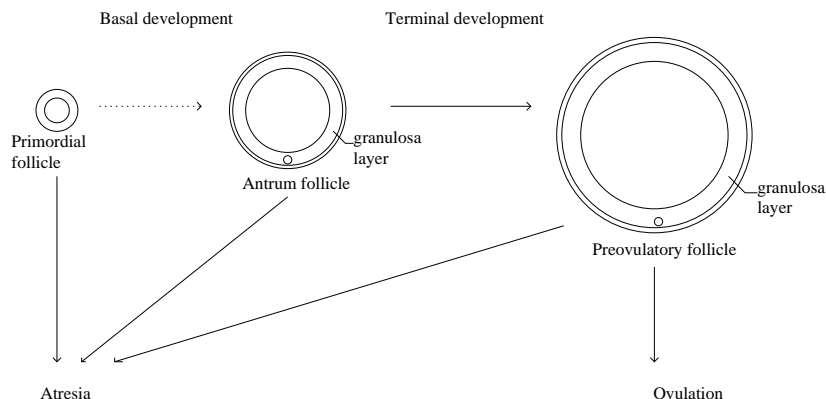 Basal development
Terminal development
Primordial
follicle
granulosa
layer
Antrum follicle
granulosa
layer
Preovulatory follicle
Atresia
Ovulation